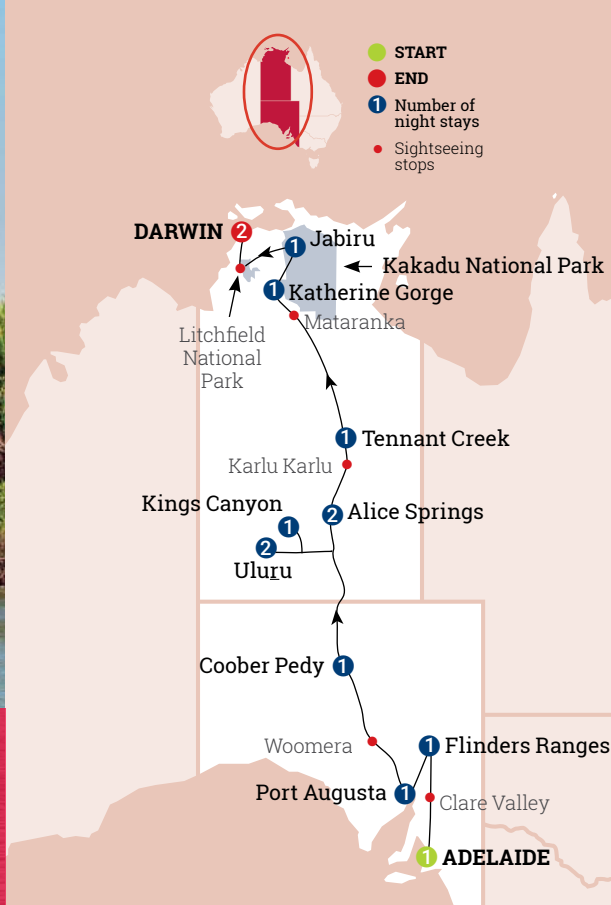 START
END
1 Number of
night stays
Sightseeing
stops
DARWIN 2
1 Jabiru
Kakadu National Park
1 Katherine Gorge
Mataranka
Litchfield
National
Park
1 Tennant Creek
Karlu Karlu
Kings Canyon
1
2 Alice Springs
2
Uluṟu
Coober Pedy 1
Woomera
1 Flinders Ranges
Port Augusta 1
Clare Valley
1 ADELAIDE